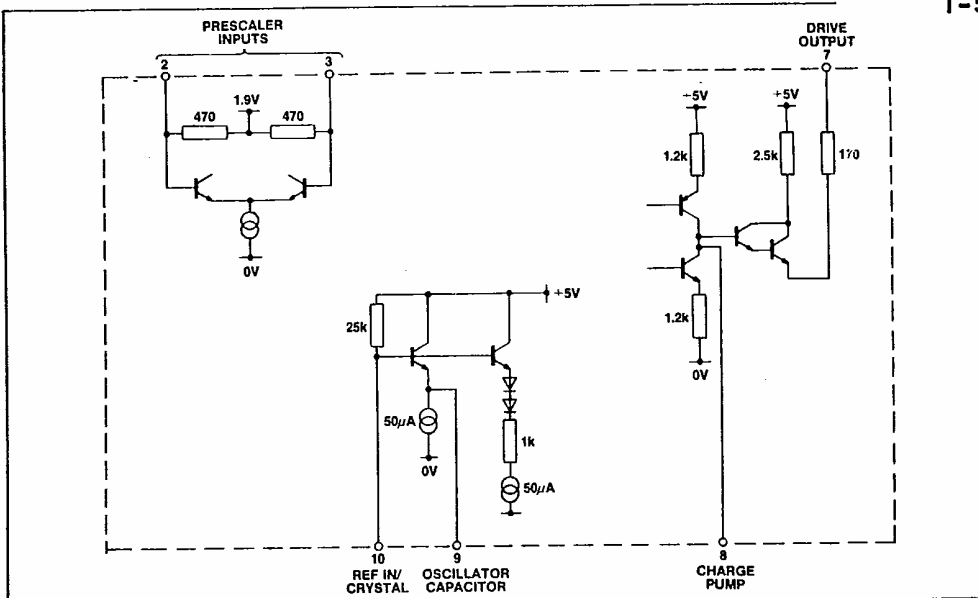 T-5
PRESCALER
INPUTS
2
3
1.9V
470
470
0V
DRIVE
OUTPUT
7
+5V
+5V
1.2k
2.5k
170
1.2k
0V
+5V
25k
50μA
0V
1k
50μA
10
9
8
REF IN/
CRYSTAL
OSCILLATOR
CAPACITOR
CHARGE
PUMP